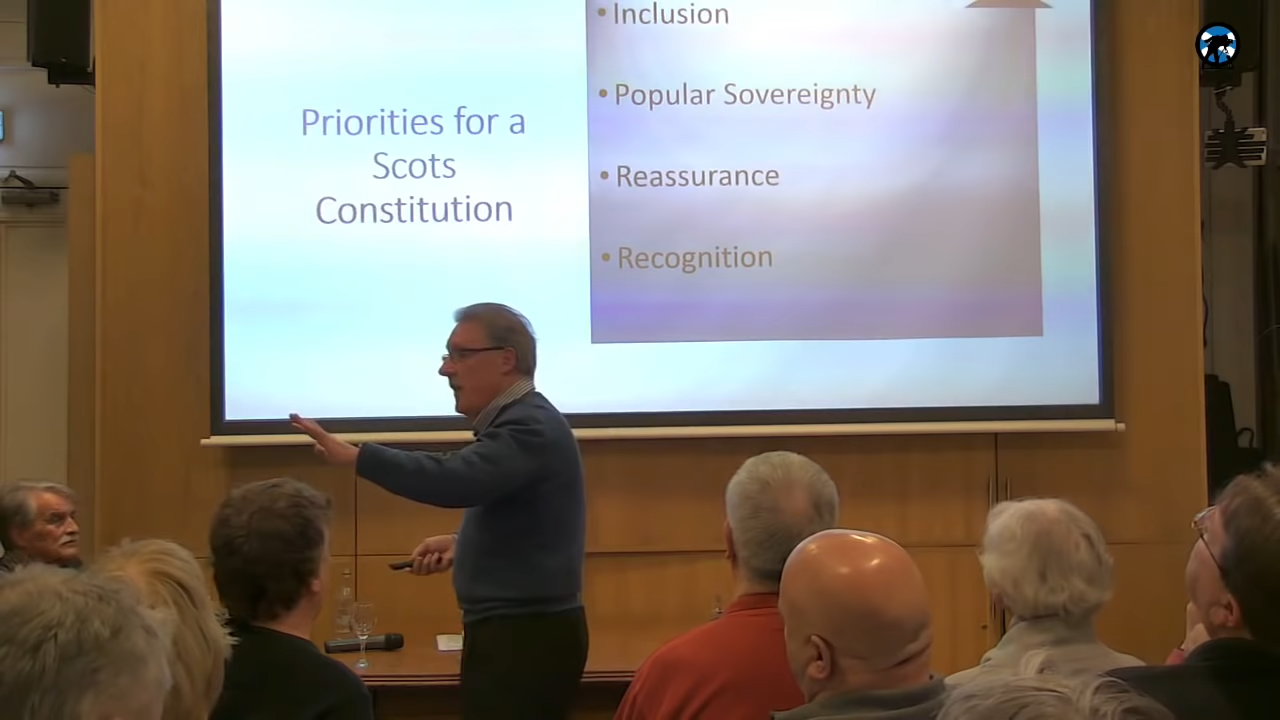 Priorities for a
Scots
Constitution
• Inclusion
• Popular Sovereignty
• Reassurance
• Recognition